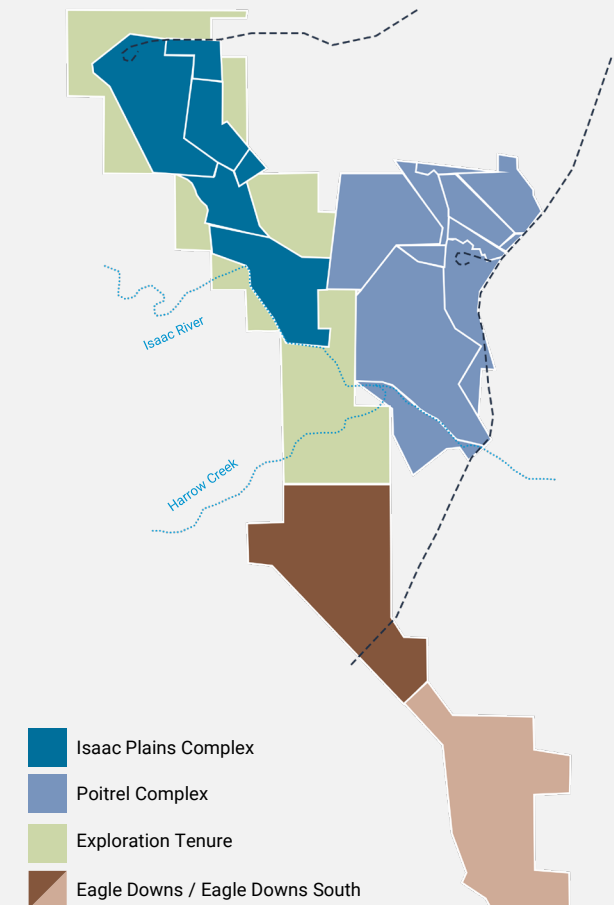 Isaac River
Harrow Creek
Isaac Plains Complex
Poitrel Complex
Exploration Tenure
Eagle Downs / Eagle Downs South